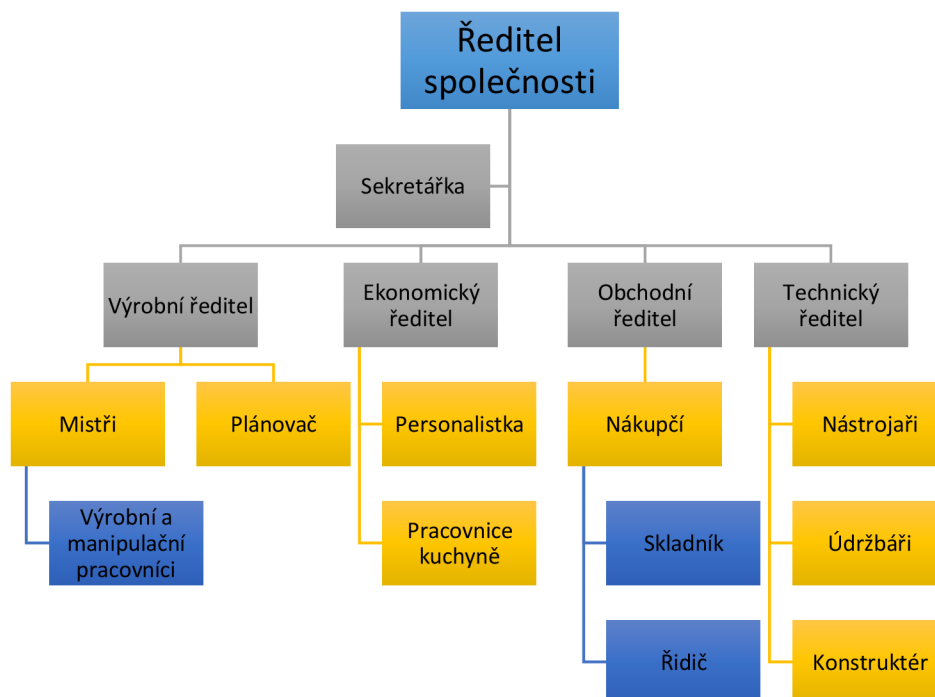 Ředitel
společnosti
Sekretářka
Výrobní ředitel
Ekonomický
ředitel
Obchodní
ředitel
Technický
ředitel
Mistři
Plánovač
Personalistka
Nákupčí
Nástrojaři
Výrobní a
manipulační
pracovníci
Pracovnice
kuchyně
Skladník
Údržbáři
Řidič
Konstruktér